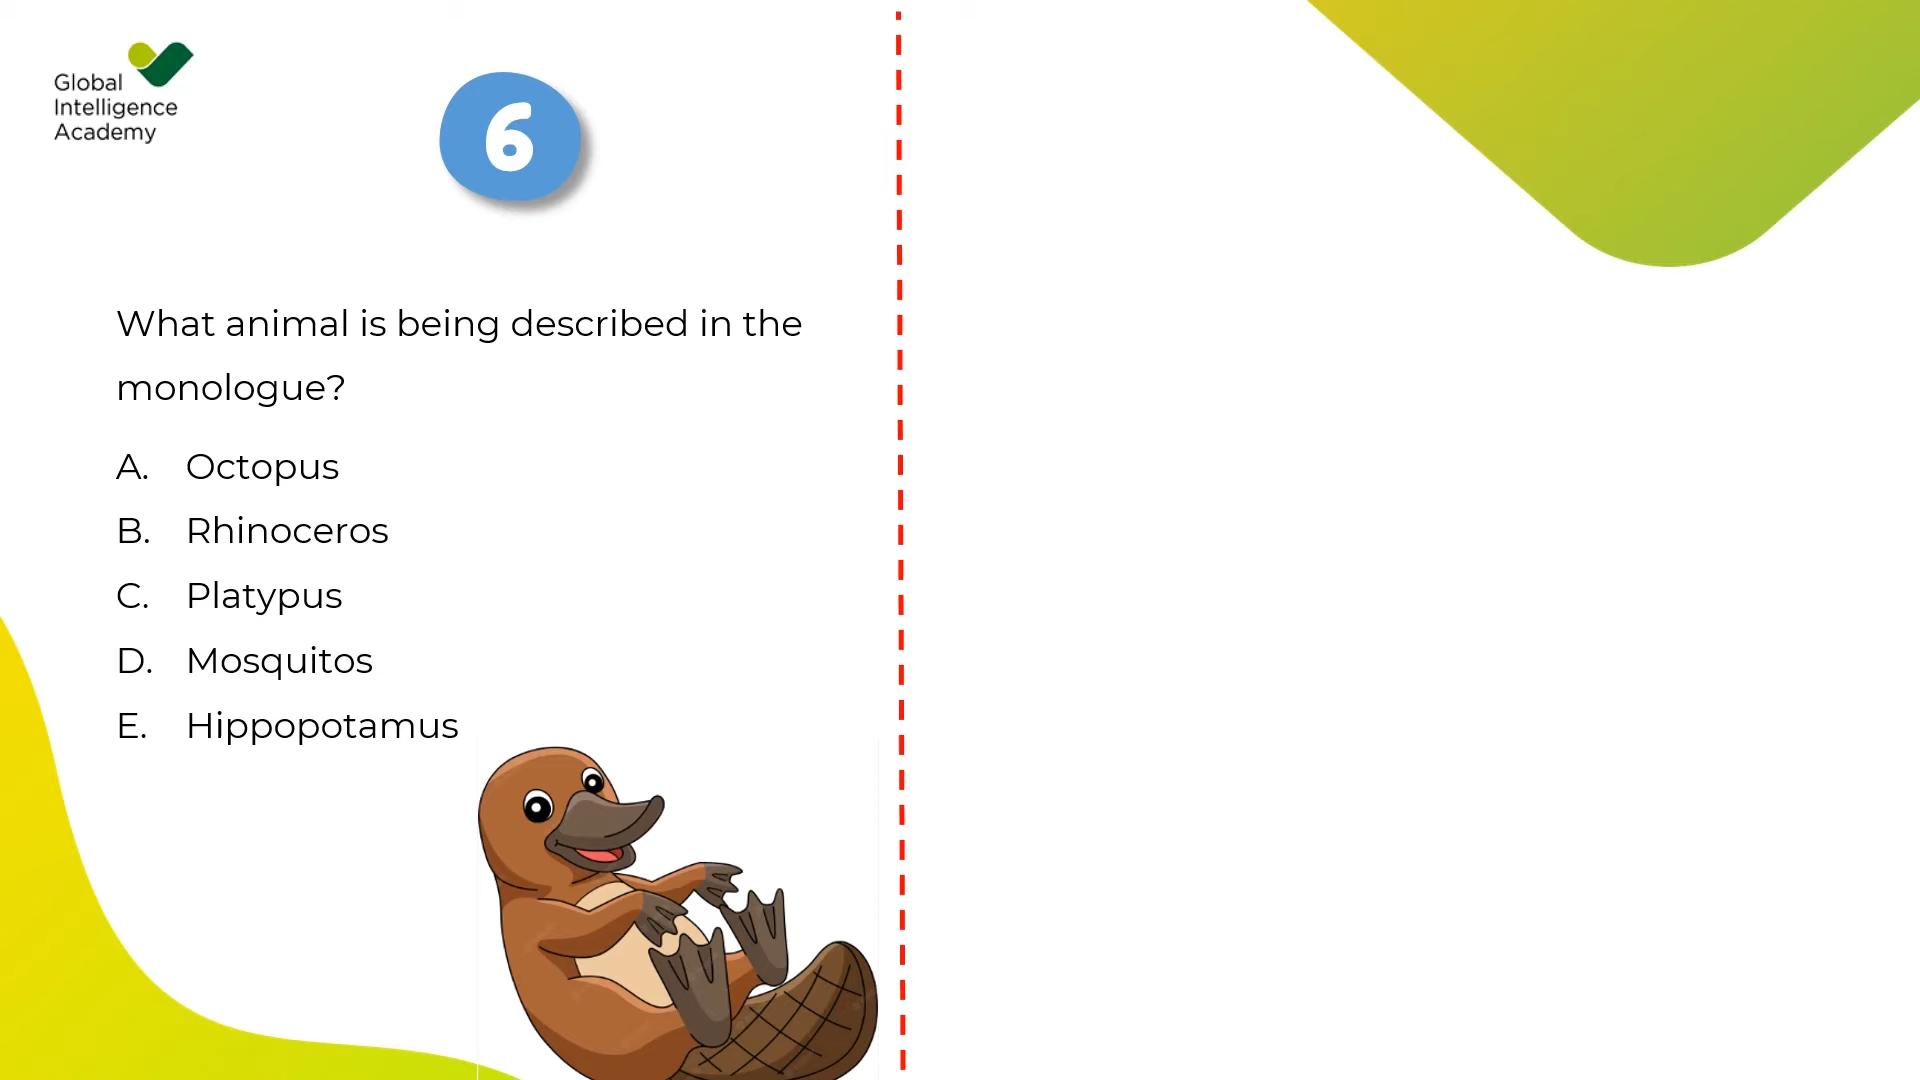 Global
Intelligence
Academy
6
What animal is being described in the
monologue?
A. Octopus
B. Rhinoceros
C. Platypus
D. Mosquitos
E. Hippopotamus